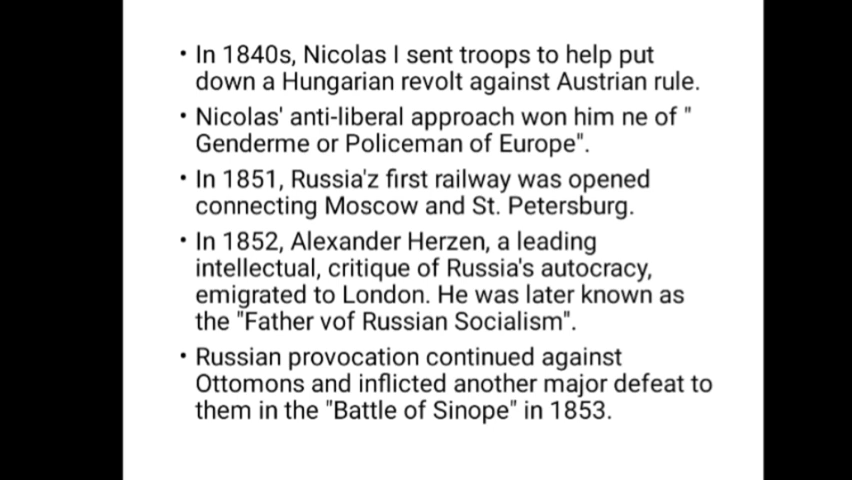 • In 1840s, Nicolas I sent troops to help put
down a Hungarian revolt against Austrian rule.
• Nicolas' anti-liberal approach won him ne of "
Genderme or Policeman of Europe".
• In 1851, Russia'z first railway was opened
connecting Moscow and St. Petersburg.
• In 1852, Alexander Herzen, a leading
intellectual, critique of Russia's autocracy,
emigrated to London. He was later known as
the "Father vof Russian Socialism".
• Russian provocation continued against
Ottomons and inflicted another major defeat to
them in the "Battle of Sinope" in 1853.